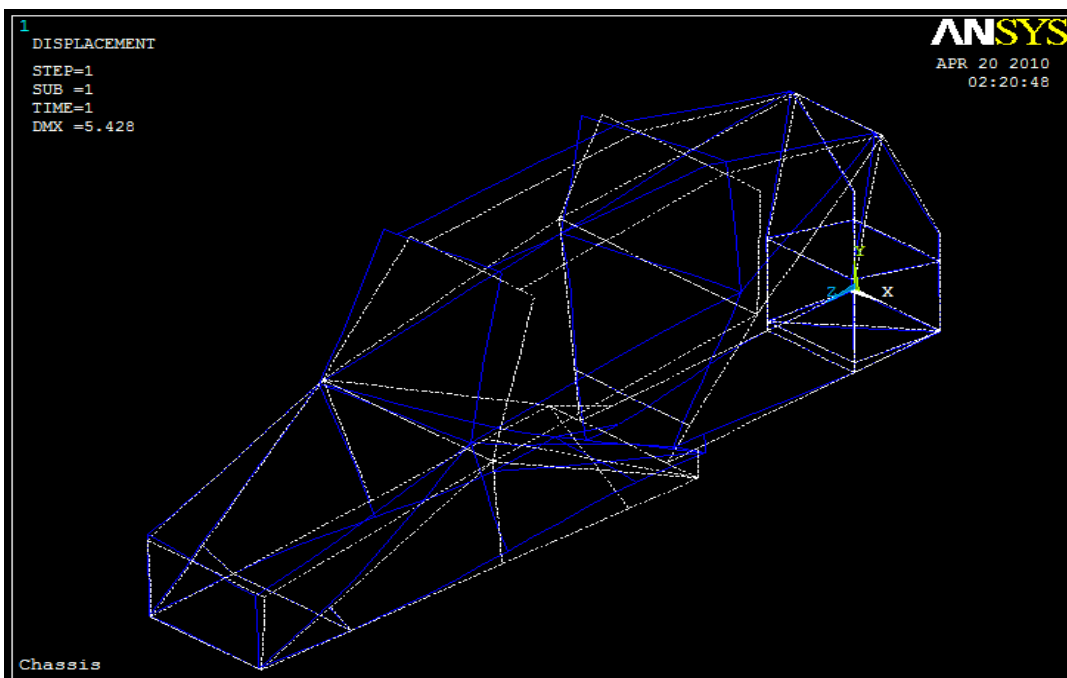 1
DISPLACEMENT
STEP=1
SUB =1
TIME=1
DMX =5.428
ANSYS
APR 20 2010
02:20:48
Y
Z
X
Chassis